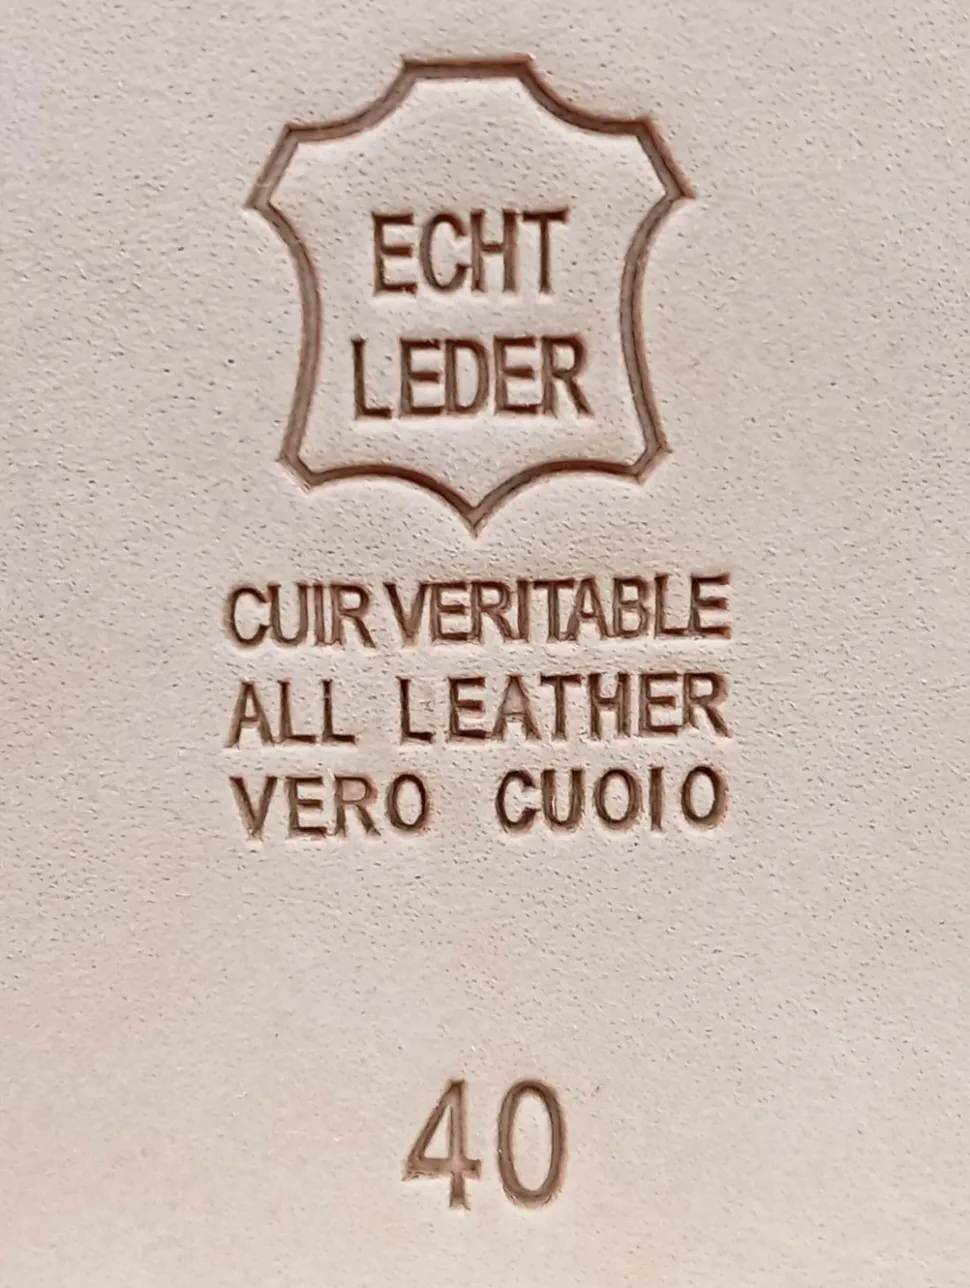 ECHT
LEDER
CUIR VERITABLE
ALL LEATHER
VERO CUOIO
40